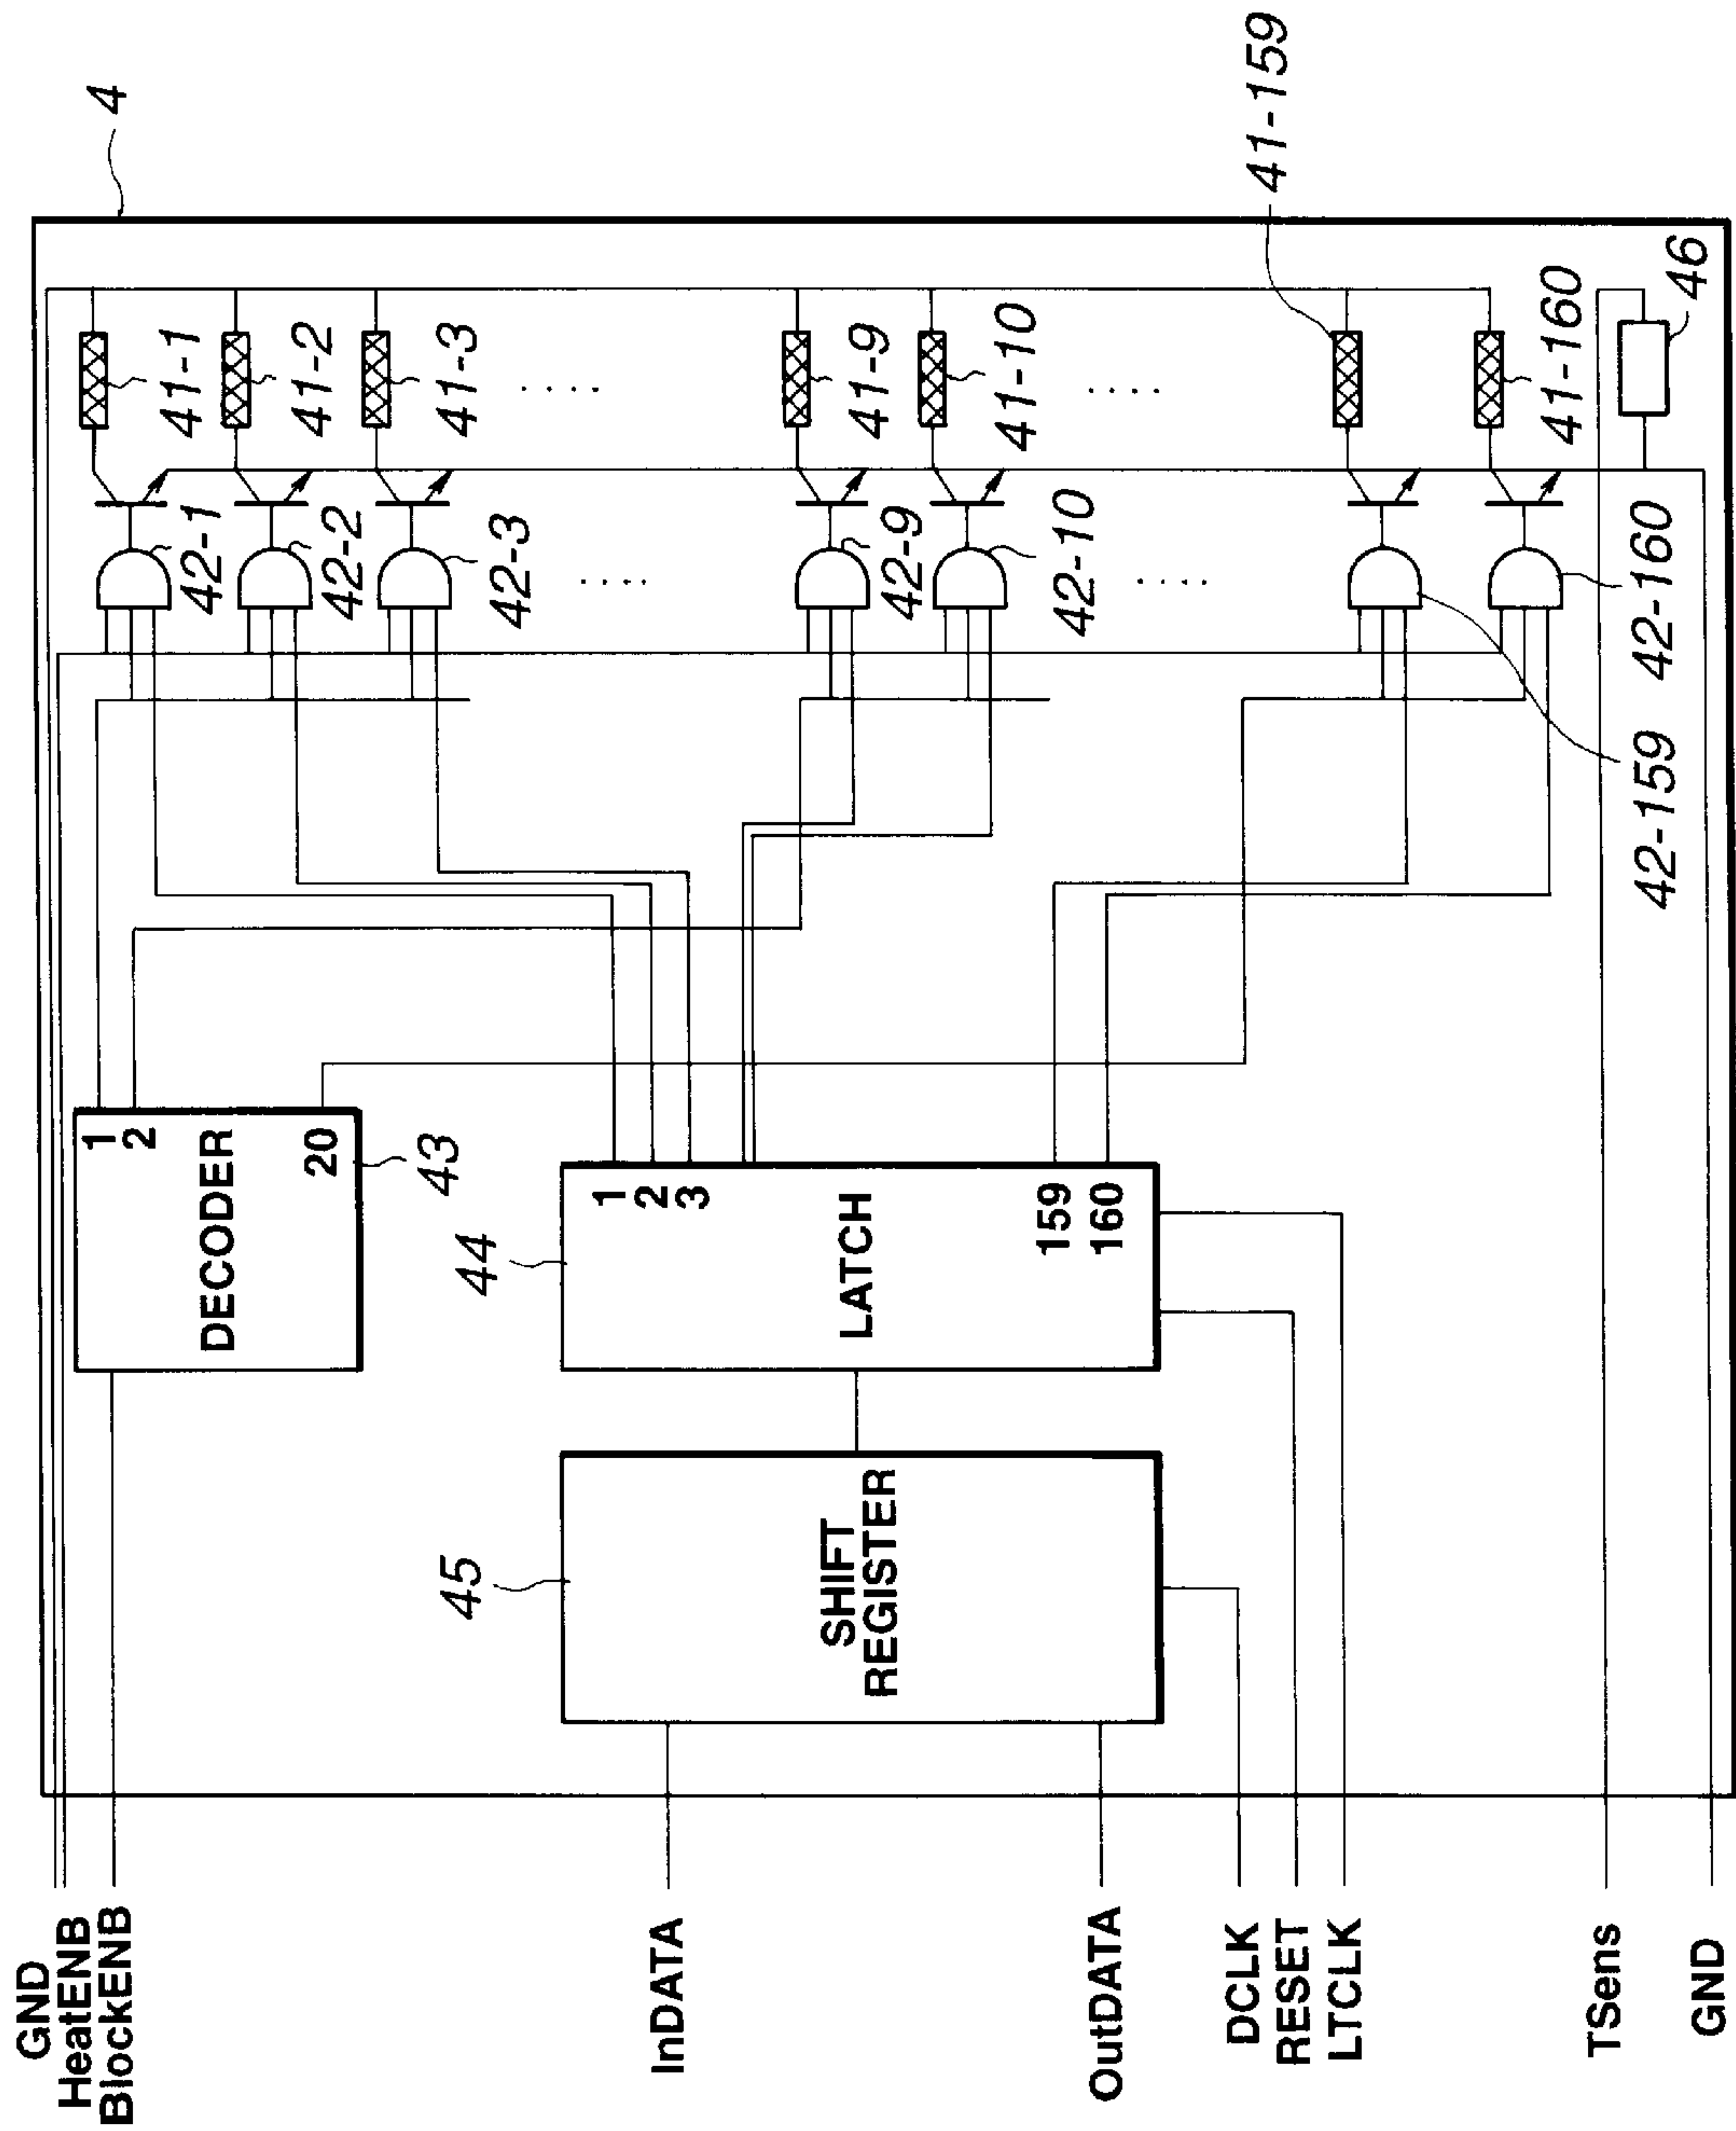 GND
HeatENB
BlockENB
InDATA
OutDATA
DCLK
RESET
LTCLK
TSens
GND
45
SHIFT
REGISTER
DECODER
1
2
20
43
44
LATCH
1
2
3
159
160
42-1
42-2
42-3
....
42-9
42-10
....
42-159
42-160
41-1
41-2
41-3
....
41-9
41-10
....
41-159
41-160
46
4